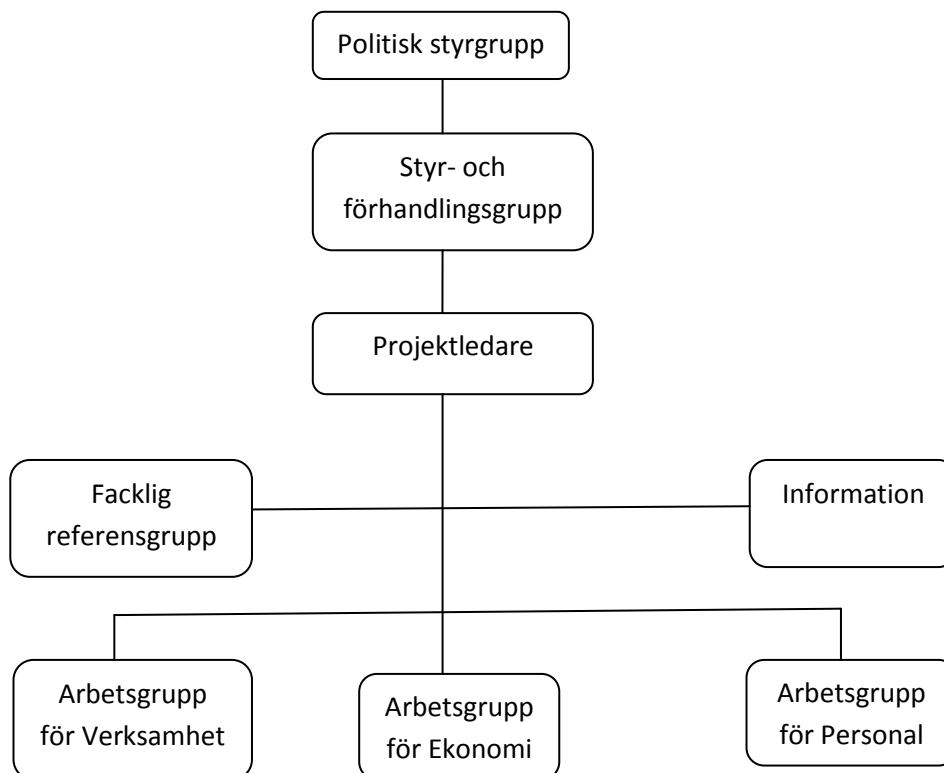 Politisk styrgrupp
Styr- och
förhandlingsgrupp
Projektledare
Facklig
referensgrupp
Information
Arbetsgrupp
för Verksamhet
Arbetsgrupp
för Ekonomi
Arbetsgrupp
för Personal